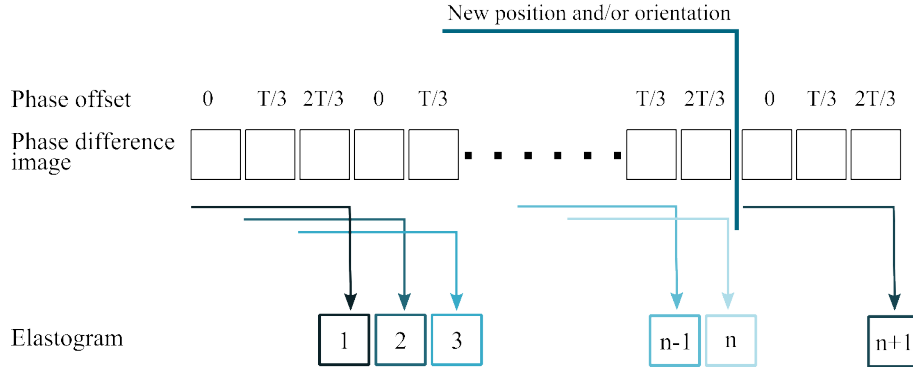 New position and/or orientation
Phase offset 0 T/3 2T/3 0 T/3 T/3 2T/3 0 T/3 2T/3
Phase difference
image
Elastogram 1 2 3 n-1 n n+1